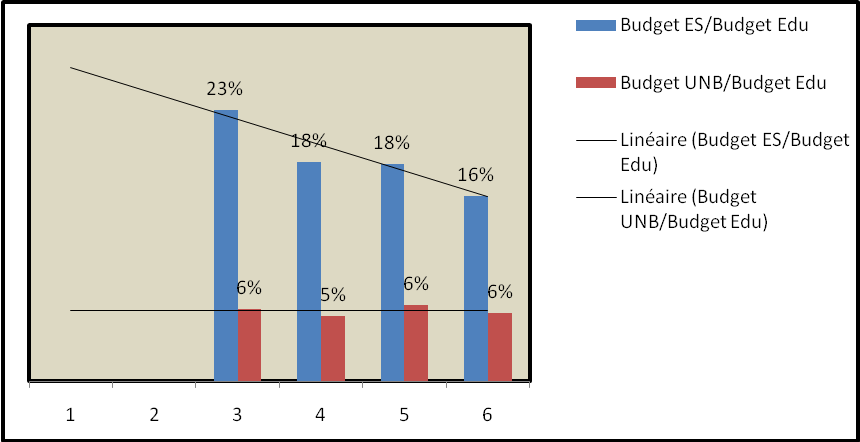 23%
18%
18%
16%
6%
5%
6%
6%
1 2 3 4 5 6
Budget ES/Budget Edu
Budget UNB/Budget Edu
Linéaire (Budget ES/Budget
Edu)
Linéaire (Budget
UNB/Budget Edu)